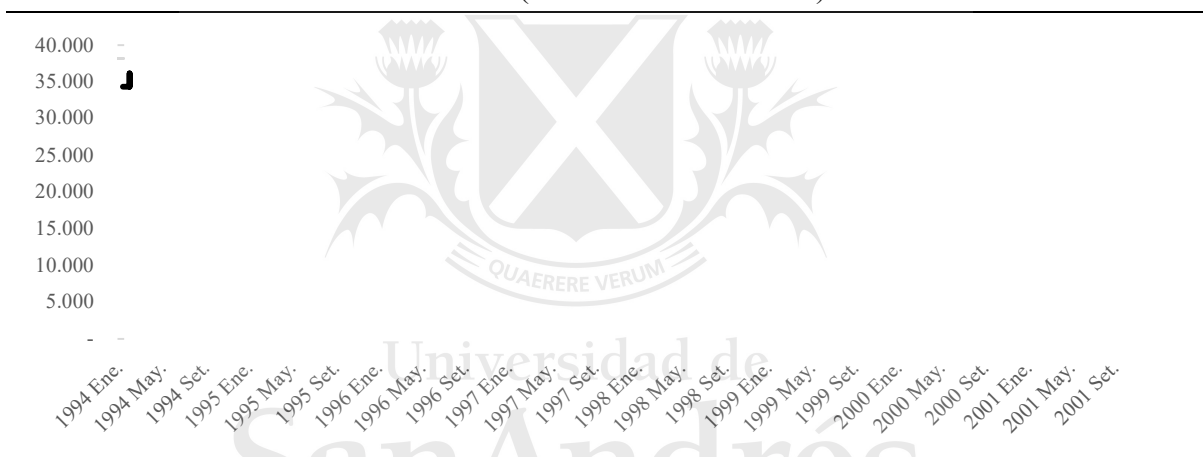 40.000
35.000
30.000
25.000
20.000
15.000
10.000
5.000
-
1994 Ene. 1994 May. 1994 Set. 1995 Ene. 1995 May. 1995 Set. 1996 Ene. 1996 May. 1996 Set. 1997 Ene. 1997 May. 1997 Set. 1998 Ene. 1998 May. 1998 Set. 1999 Ene. 1999 May. 1999 Set. 2000 Ene. 2000 May. 2000 Set. 2001 Ene. 2001 May. 2001 Set.
QUAERERE VERUM
Universidad de
SanAndrés